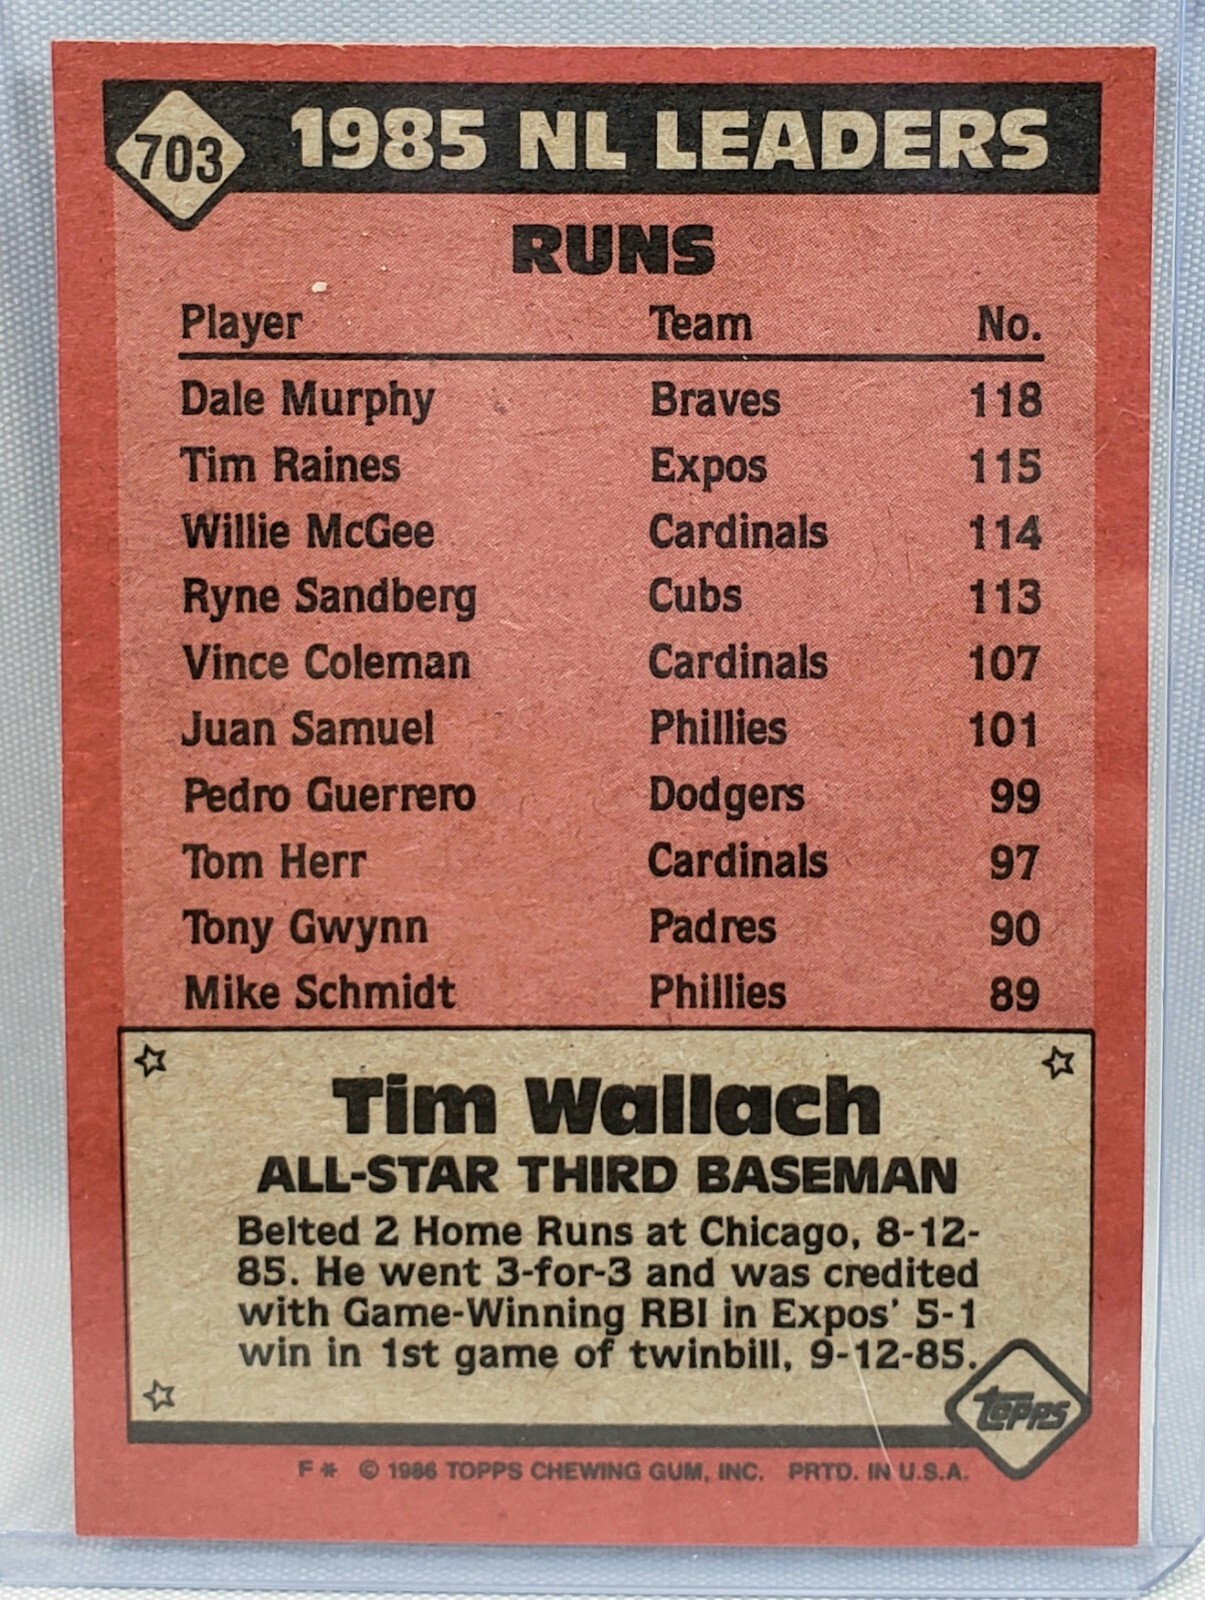 703 1985 NL LEADERS
RUNS
Player Team No.
Dale Murphy Braves 118
Tim Raines Expos 115
Willie McGee Cardinals 114
Ryne Sandberg Cubs 113
Vince Coleman Cardinals 107
Juan Samuel Phillies 101
Pedro Guerrero Dodgers 99
Tom Herr Cardinals 97
Tony Gwynn Padres 90
Mike Schmidt Phillies 89
Tim Wallach
ALL-STAR THIRD BASEMAN
Belted 2 Home Runs at Chicago, 8-12-
85. He went 3-for-3 and was credited
with Game-Winning RBI in Expos' 5-1
win in 1st game of twinbill, 9-12-85.
Topps
F * © 1986 TOPPS CHEWING GUM, INC. PRTD. IN U.S.A.